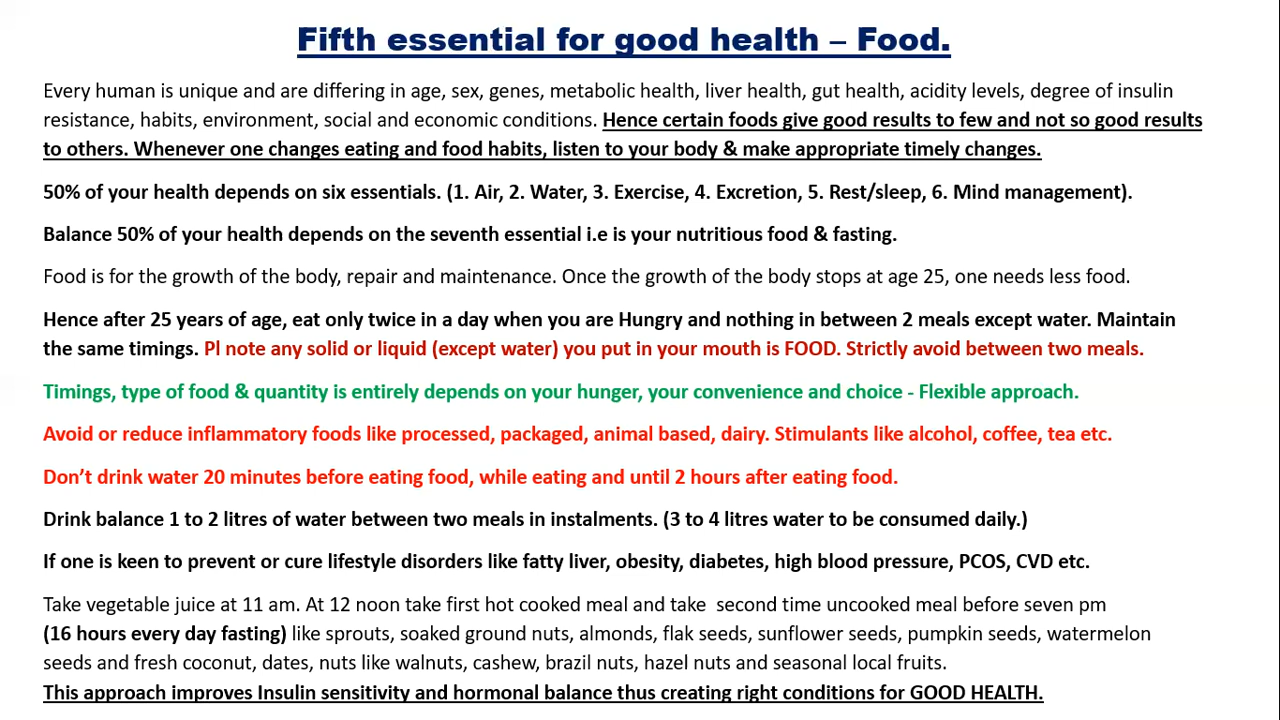 Fifth essential for good health – Food.
Every human is unique and are differing in age, sex, genes, metabolic health, liver health, gut health, acidity levels, degree of insulin
resistance, habits, environment, social and economic conditions. Hence certain foods give good results to few and not so good results
to others. Whenever one changes eating and food habits, listen to your body & make appropriate timely changes.
50% of your health depends on six essentials. (1. Air, 2. Water, 3. Exercise, 4. Excretion, 5. Rest/sleep, 6. Mind management).
Balance 50% of your health depends on the seventh essential i.e is your nutritious food & fasting.
Food is for the growth of the body, repair and maintenance. Once the growth of the body stops at age 25, one needs less food.
Hence after 25 years of age, eat only twice in a day when you are Hungry and nothing in between 2 meals except water. Maintain
the same timings. Pl note any solid or liquid (except water) you put in your mouth is FOOD. Strictly avoid between two meals.
Timings, type of food & quantity is entirely depends on your hunger, your convenience and choice - Flexible approach.
Avoid or reduce inflammatory foods like processed, packaged, animal based, dairy. Stimulants like alcohol, coffee, tea etc.
Don't drink water 20 minutes before eating food, while eating and until 2 hours after eating food.
Drink balance 1 to 2 litres of water between two meals in instalments. (3 to 4 litres water to be consumed daily.)
If one is keen to prevent or cure lifestyle disorders like fatty liver, obesity, diabetes, high blood pressure, PCOS, CVD etc.
Take vegetable juice at 11 am. At 12 noon take first hot cooked meal and take second time uncooked meal before seven pm
(16 hours every day fasting) like sprouts, soaked ground nuts, almonds, flak seeds, sunflower seeds, pumpkin seeds, watermelon
seeds and fresh coconut, dates, nuts like walnuts, cashew, brazil nuts, hazel nuts and seasonal local fruits.
This approach improves Insulin sensitivity and hormonal balance thus creating right conditions for GOOD HEALTH.